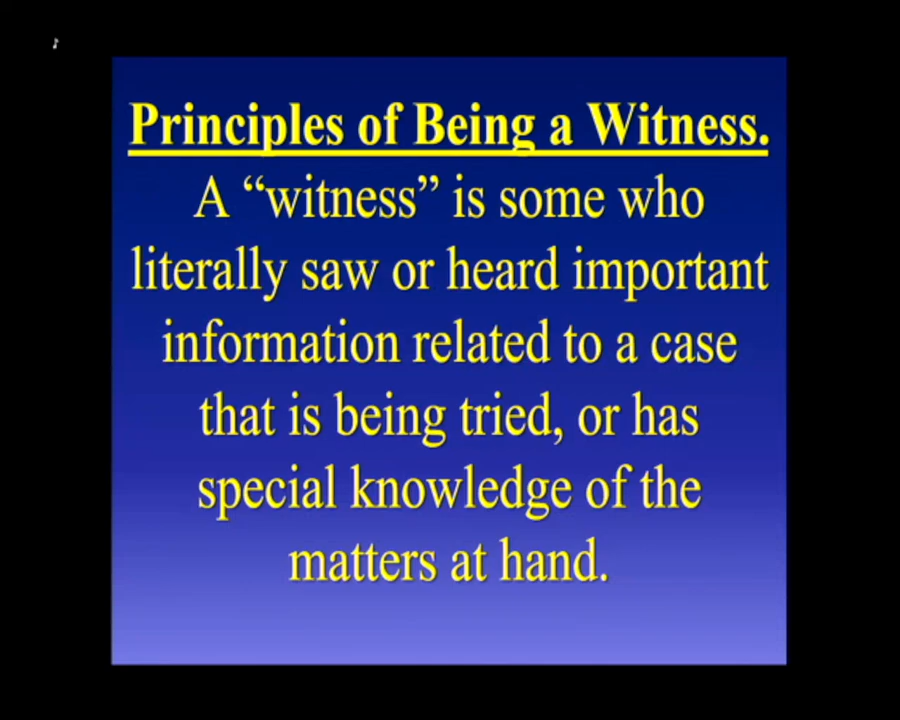 Principles of Being a Witness.
A “witness” is some who
literally saw or heard important
information related to a case
that is being tried, or has
special knowledge of the
matters at hand.